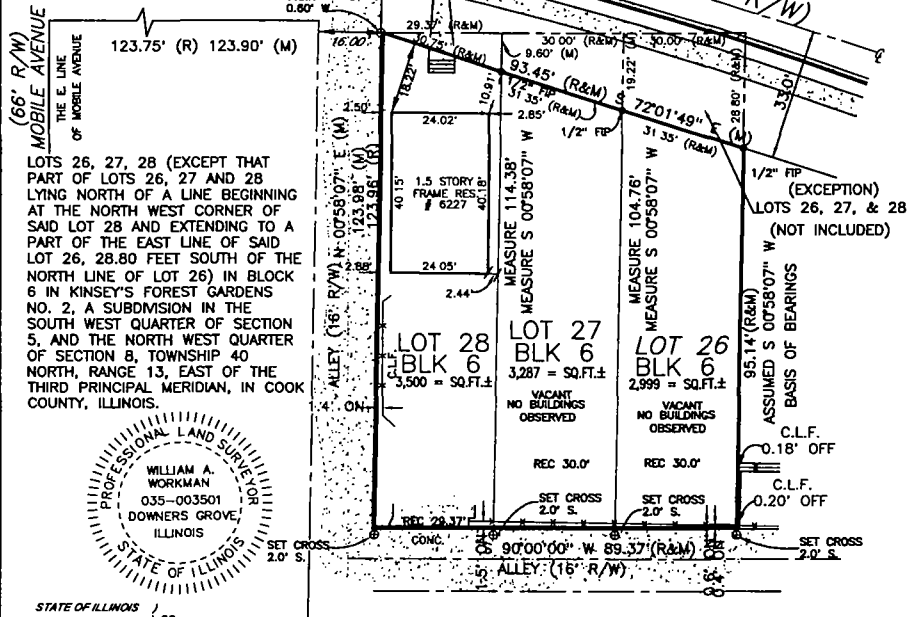 (66' R/W)
MOBILE AVENUE
THE E. LINE
OF MOBILE AVENUE
123.75' (R) 123.90' (M)
0.60' W.
16.00'
29.37' (R&M)
30.75' (R&M)
9.60' (M)
30.00' (R&M)
30.00' (R&M)
R/W)
93.45' (R&M)
1/2" FIP
31.35' (R&M)
19.22'
S
72°01'49"
E
(M)
31.35' (R&M)
1/2" FIP
28.80' (R&M)
33.0'
1/2" FIP
(EXCEPTION)
LOTS 26, 27, & 28
(NOT INCLUDED)
18.22'
10.91'
2.50'
24.02'
2.85'
40.15'
1.5 STORY
FRAME RES.
# 6227
40.18'
2.88'
24.05'
2.44'
LOTS 26, 27, 28 (EXCEPT THAT
PART OF LOTS 26, 27 AND 28
LYING NORTH OF A LINE BEGINNING
AT THE NORTH WEST CORNER OF
SAID LOT 28 AND EXTENDING TO A
PART OF THE EAST LINE OF SAID
LOT 26, 28.80 FEET SOUTH OF THE
NORTH LINE OF LOT 26) IN BLOCK
6 IN KINSEY'S FOREST GARDENS
NO. 2, A SUBDIVISION IN THE
SOUTH WEST QUARTER OF SECTION
5, AND THE NORTH WEST QUARTER
OF SECTION 8, TOWNSHIP 40
NORTH, RANGE 13, EAST OF THE
THIRD PRINCIPAL MERIDIAN, IN COOK
COUNTY, ILLINOIS.
ALLEY (16' R/W) N 00°58'07" E (M)
123.98' (M)
123.96' (R)
MEASURE 114.38'
MEASURE S 00°58'07" W
MEASURE 104.76'
MEASURE S 00°58'07" W
95.14'(R&M)
ASSUMED S 00°58'07" W
BASIS OF BEARINGS
C.L.F.
LOT 28
BLK 6
3,500 = SQ.FT.±
LOT 27
BLK 6
3,287 = SQ.FT.±
VACANT
NO BUILDINGS
OBSERVED
LOT 26
BLK 6
2,999 = SQ.FT.±
VACANT
NO BUILDINGS
OBSERVED
ON
REC 30.0'
REC 30.0'
C.L.F.
0.18' OFF
C.L.F.
0.20' OFF
REC 29.37'
CONC.
SET CROSS
2.0' S.
SET CROSS
2.0' S.
SET CROSS
2.0' S.
SET CROSS
2.0' S.
90°00'00" W 89.37'(R&M)
ALLEY (16' R/W)
PROFESSIONAL LAND SURVEYOR
WILLIAM A.
WORKMAN
035-003501
DOWNERS GROVE
ILLINOIS
STATE OF ILLINOIS
STATE OF ILLINOIS )